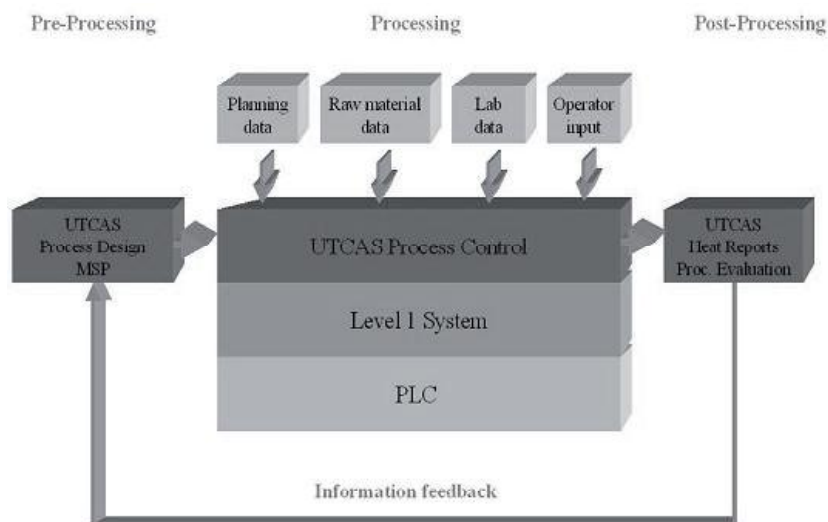 Pre-Processing
Processing
Post-Processing
Planning
data
Raw material
data
Lab
data
Operator
input
UTCAS
Process Design
MSP
UTCAS Process Control
UTCAS
Heat Reports
Proc. Evaluation
Level 1 System
PLC
Information feedback